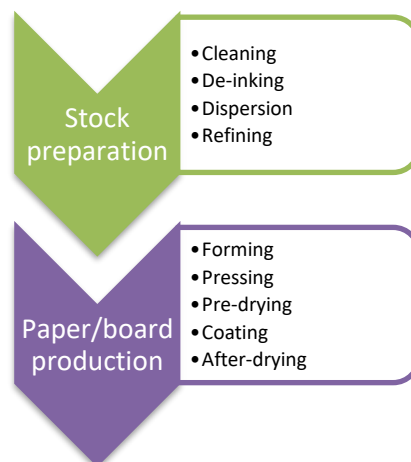 Stock
preparation
•Cleaning
•De-inking
•Dispersion
•Refining
Paper/board
production
•Forming
•Pressing
•Pre-drying
•Coating
•After-drying